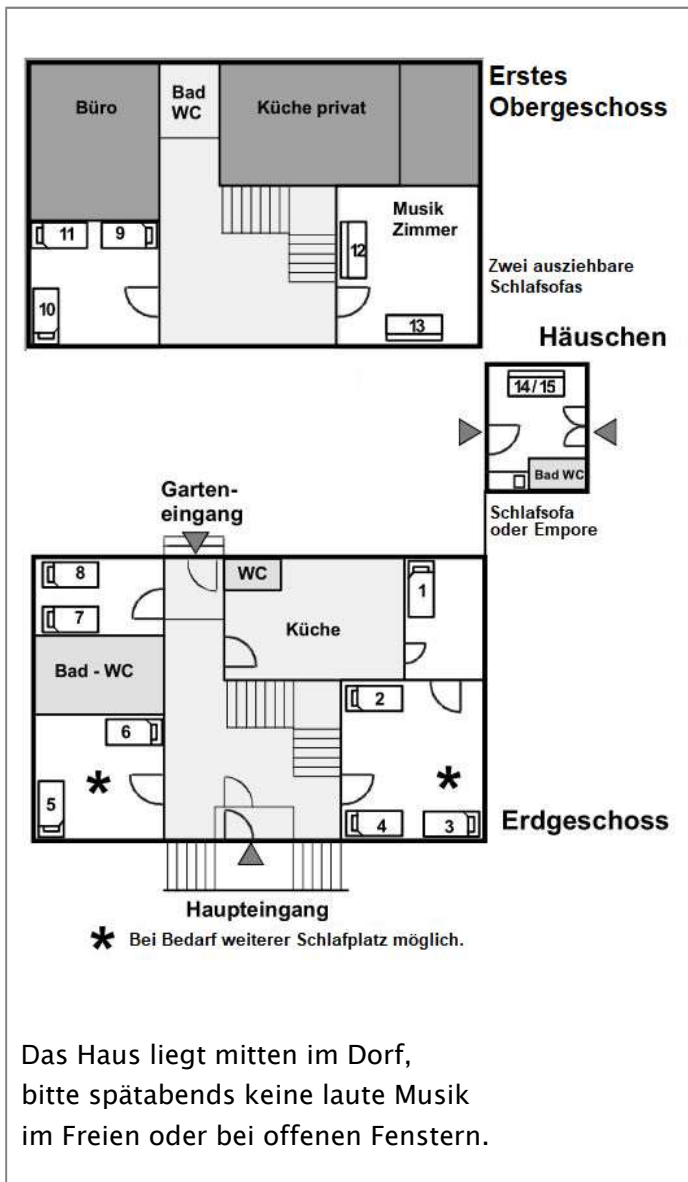 Erstes
Obergeschoss
Büro
Bad
WC
Küche privat
11
9
10
Musik
Zimmer
12
13
Zwei ausziehbare
Schlafsofas
Häuschen
14/15
Bad WC
Schlafsofa
oder Empore
Garten-
eingang
8
7
WC
Küche
1
Bad - WC
2
6
5
*
*
4
3
Erdgeschoss
Haupteingang
* Bei Bedarf weiterer Schlafplatz möglich.
Das Haus liegt mitten im Dorf,
bitte spätabends keine laute Musik
im Freien oder bei offenen Fenstern.